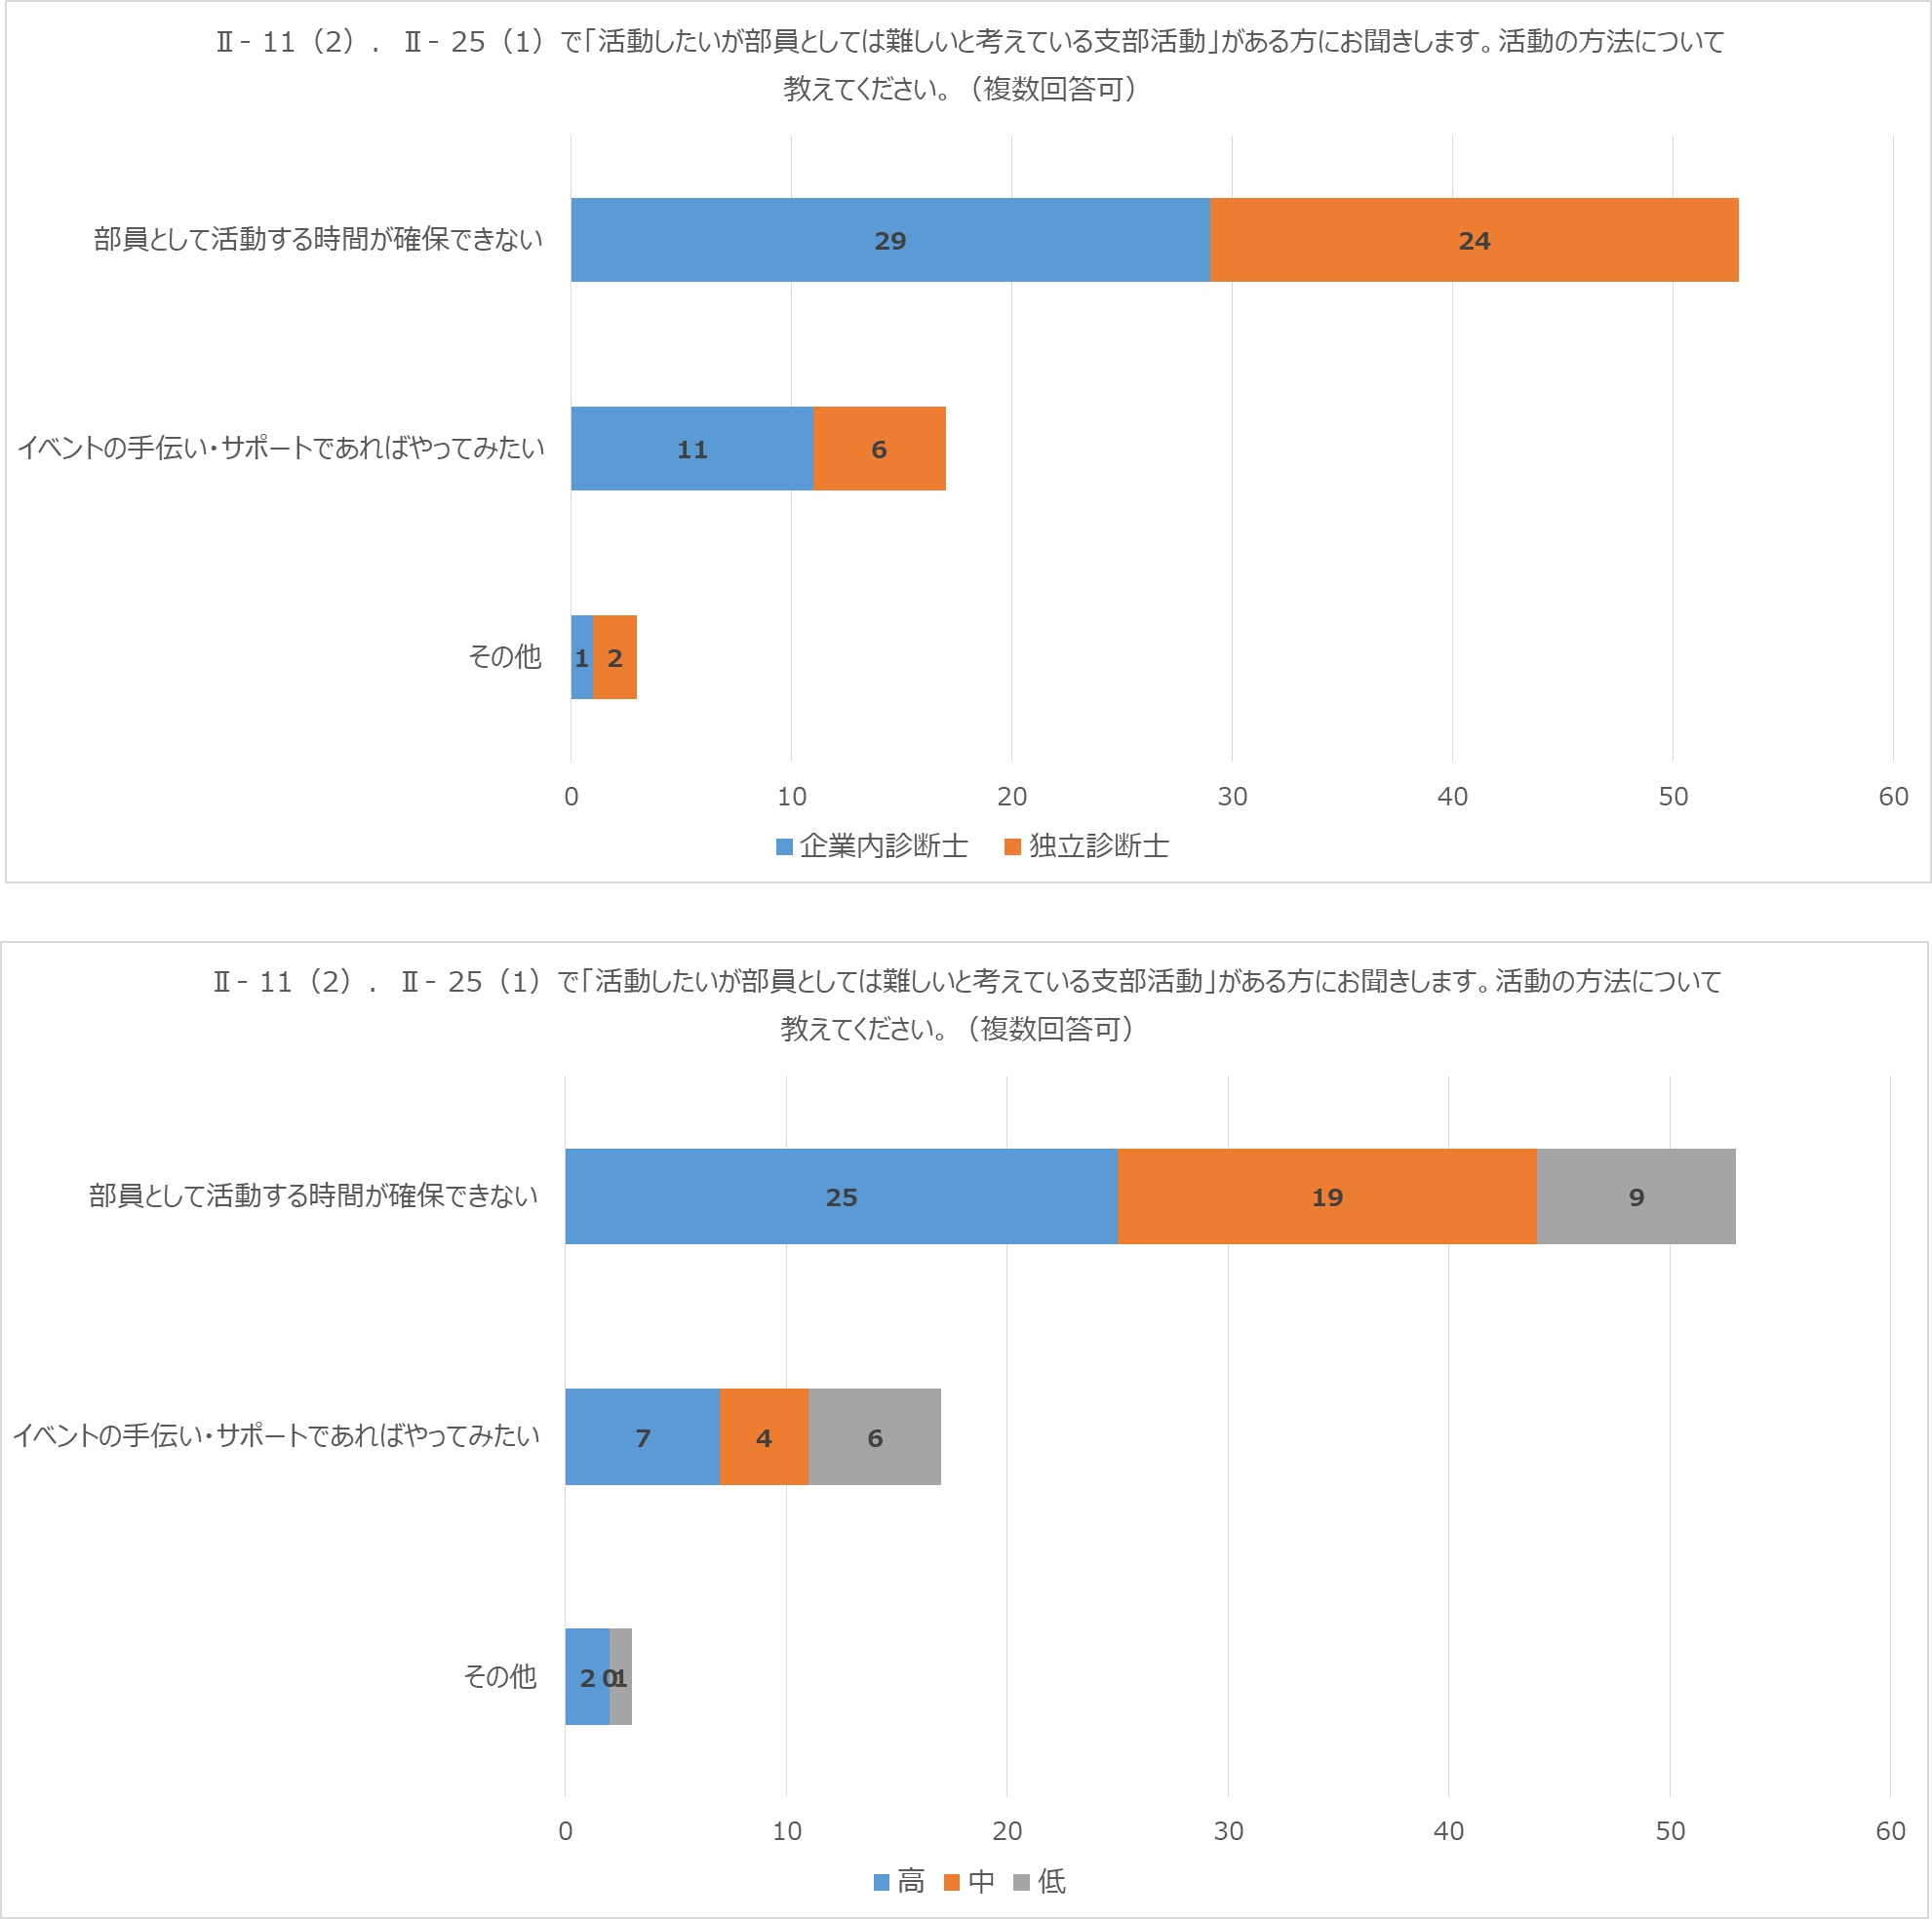 Ⅱ- 11（2）. Ⅱ- 25（1）で「活動したいが部員としては難しいと考えている支部活動」がある方にお聞きします。活動の方法について
教えてください。（複数回答可）
部員として活動する時間が確保できない
29
24
イベントの手伝い・サポートであればやってみたい
11
6
その他
1
2
0
10
20
30
40
50
60
企業内診断士
独立診断士
Ⅱ- 11（2）. Ⅱ- 25（1）で「活動したいが部員としては難しいと考えている支部活動」がある方にお聞きします。活動の方法について
教えてください。（複数回答可）
部員として活動する時間が確保できない
25
19
9
イベントの手伝い・サポートであればやってみたい
7
4
6
その他
2
0
1
0
10
20
30
40
50
60
高
中
低